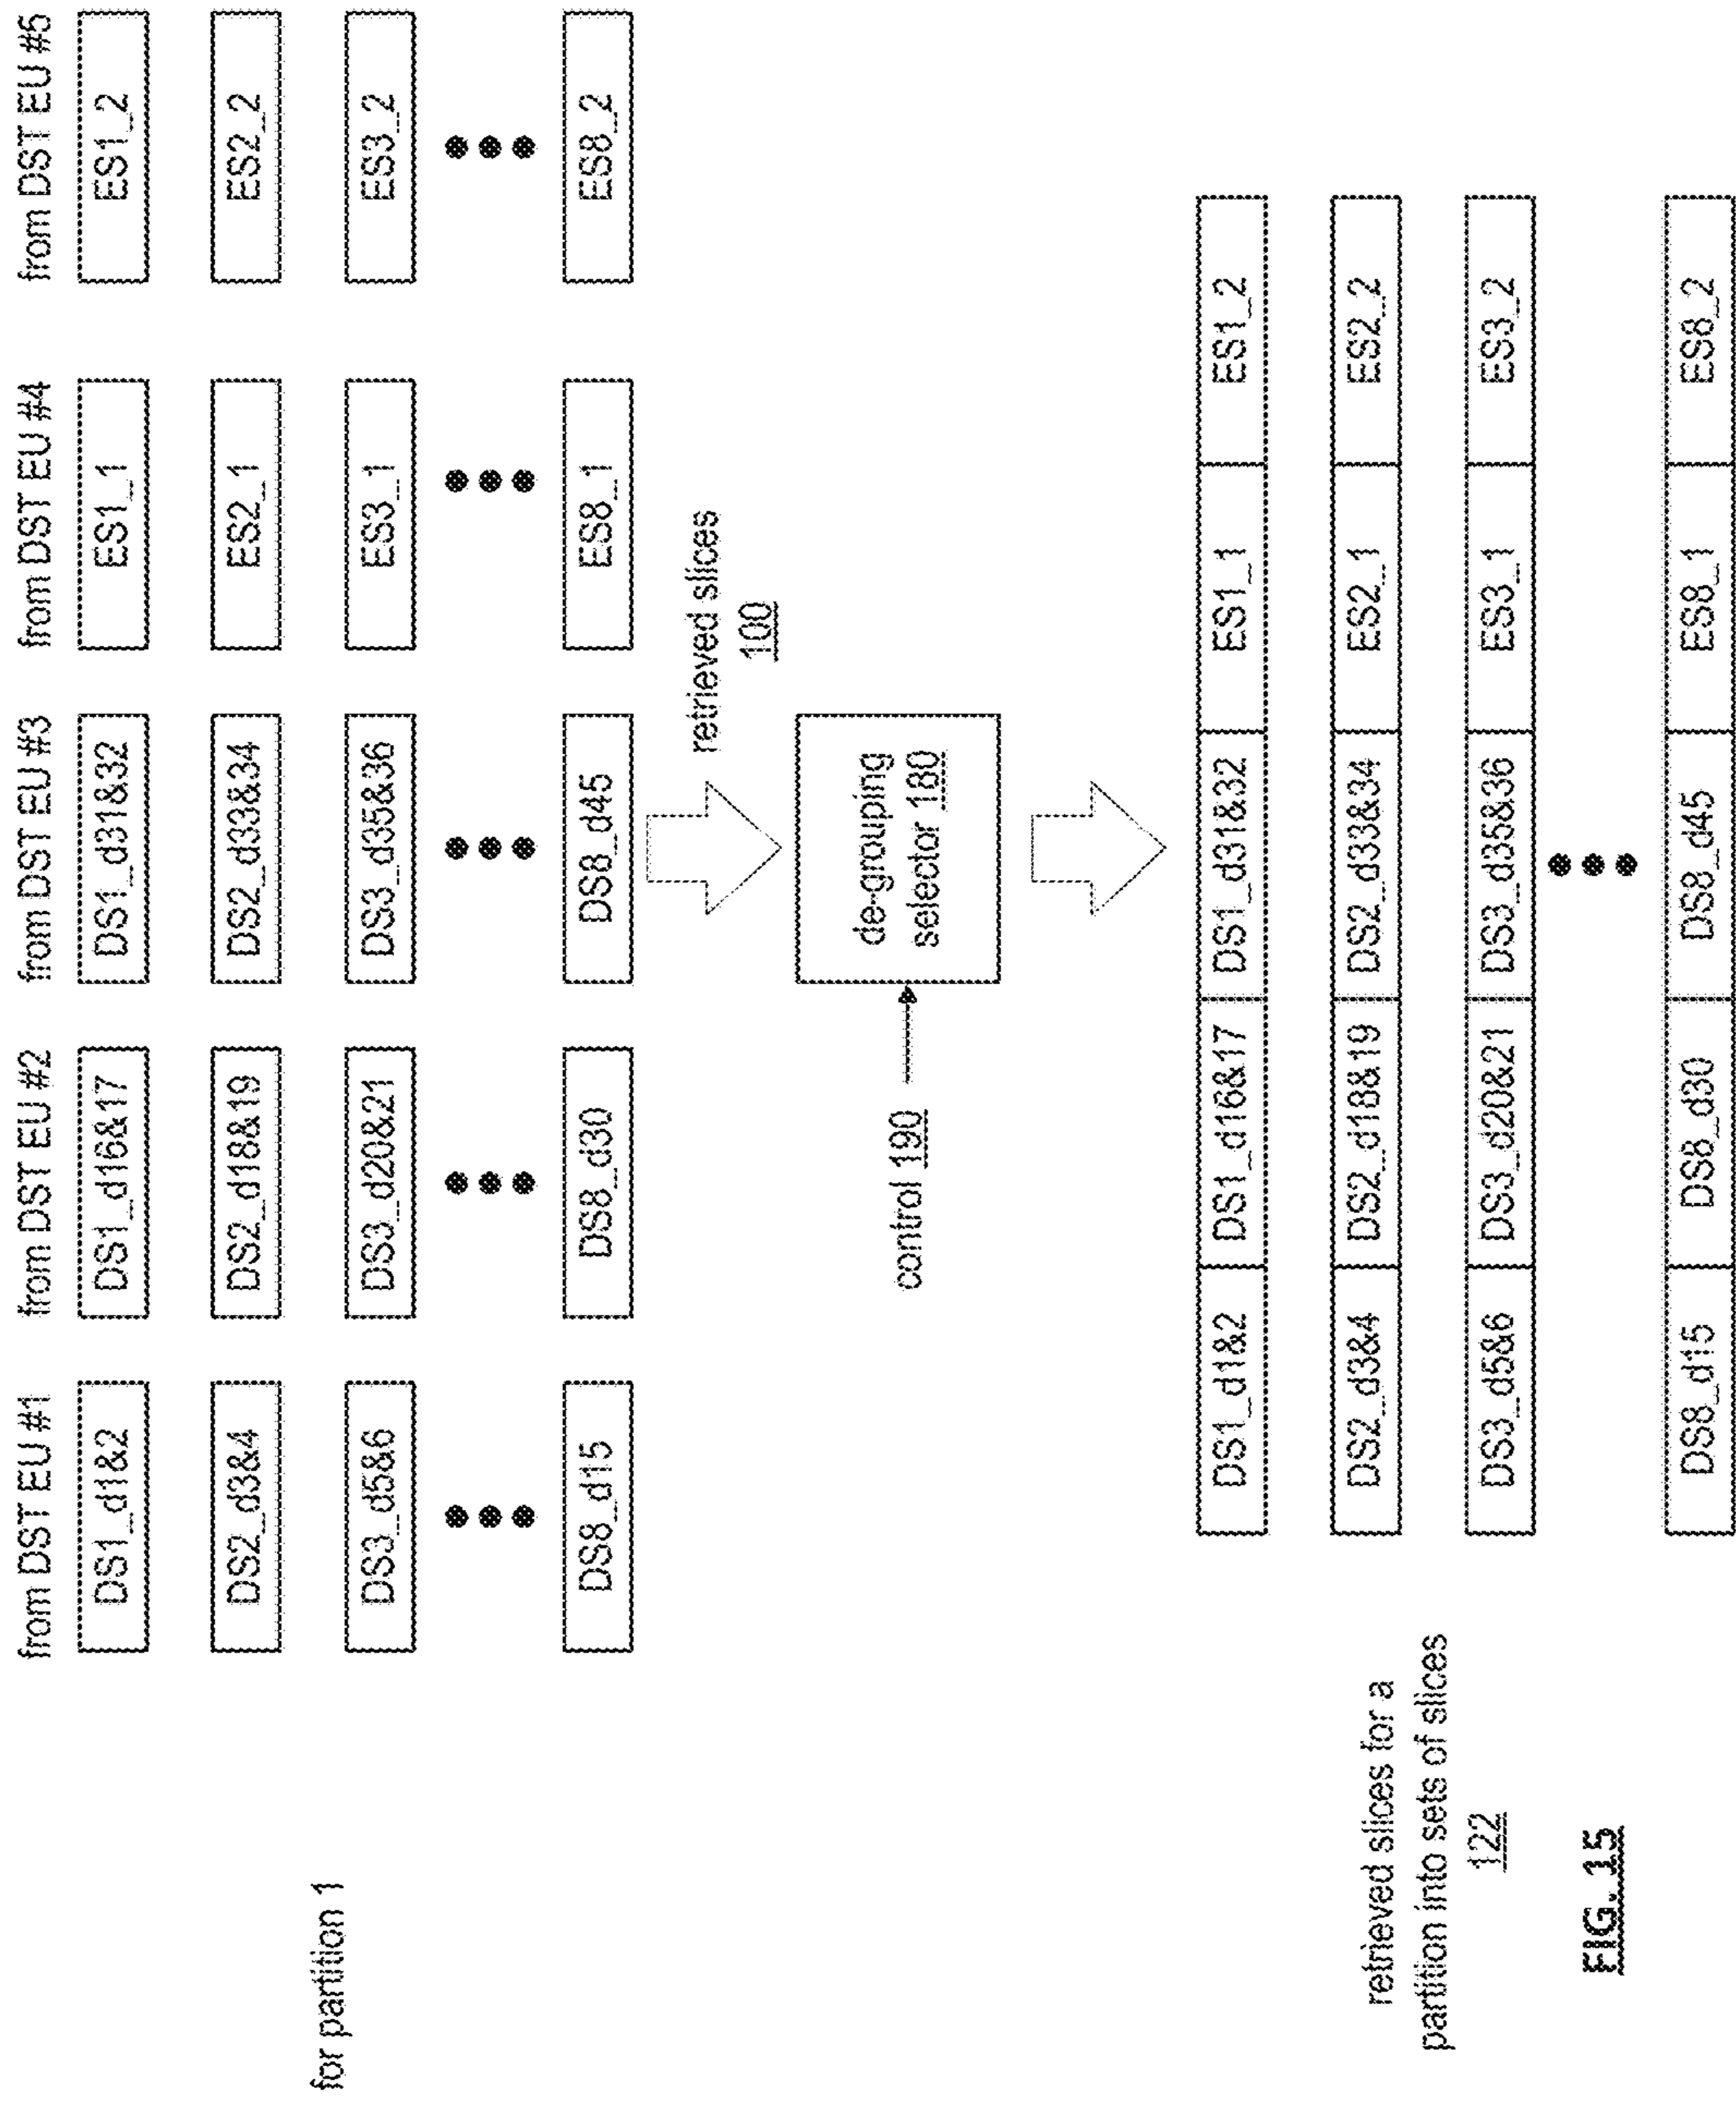 from DST EU #1
from DST EU #2
from DST EU #3
from DST EU #4
from DST EU #5
for partition 1
DS1_d1&2
DS1_d16&17
DS1_d31&32
ES1_1
ES1_2
DS2_d3&4
DS2_d18&19
DS2_d33&34
ES2_1
ES2_2
DS3_d5&6
DS3_d20&21
DS3_d35&36
ES3_1
ES3_2
DS8_d15
DS8_d30
DS8_d45
ES8_1
ES8_2
retrieved slices
100
control 190
de-grouping
selector 180
retrieved slices for a
partition into sets of slices
122
DS1_d1&2
DS1_d16&17
DS1_d31&32
ES1_1
ES1_2
DS2_d3&4
DS2_d18&19
DS2_d33&34
ES2_1
ES2_2
DS3_d5&6
DS3_d20&21
DS3_d35&36
ES3_1
ES3_2
DS8_d15
DS8_d30
DS8_d45
ES8_1
ES8_2
FIG. 15